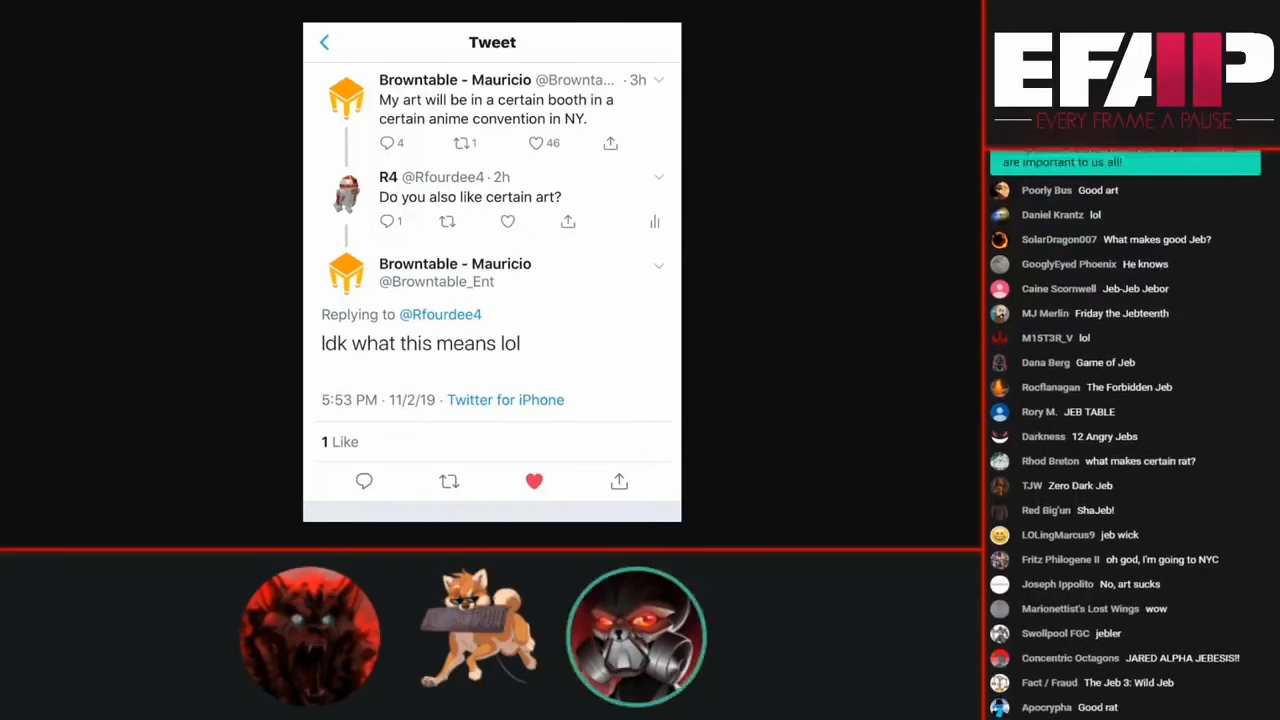 Tweet
Browntable - Mauricio @Brownta... · 3h
My art will be in a certain booth in a
certain anime convention in NY.
4 1 46
R4 @Rfourdee4 · 2h
Do you also like certain art?
1
Browntable - Mauricio
@Browntable_Ent
Replying to @Rfourdee4
Idk what this means lol
5:53 PM · 11/2/19 · Twitter for iPhone
1 Like
EFAP
EVERY FRAME A PAUSE
are important to us all!
Poorly Bus Good art
Daniel Krantz lol
SolarDragon007 What makes good Jeb?
GooglyEyed Phoenix He knows
Caine Scornwell Jeb-Jeb Jebor
MJ Merlin Friday the Jebteenth
M15T3R_V lol
Dana Berg Game of Jeb
Rocflanagan The Forbidden Jeb
Rory M. JEB TABLE
Darkness 12 Angry Jebs
Rhod Breton what makes certain rat?
TJW Zero Dark Jeb
Red Big'un ShaJeb!
LOLingMarcus9 jeb wick
Fritz Philogene II oh god, I'm going to NYC
Joseph Ippolito No, art sucks
Marionettist's Lost Wings wow
Swollpool FGC jebler
Concentric Octagons JARED ALPHA JEBESIS!!
Fact / Fraud The Jeb 3: Wild Jeb
Apocrypha Good rat